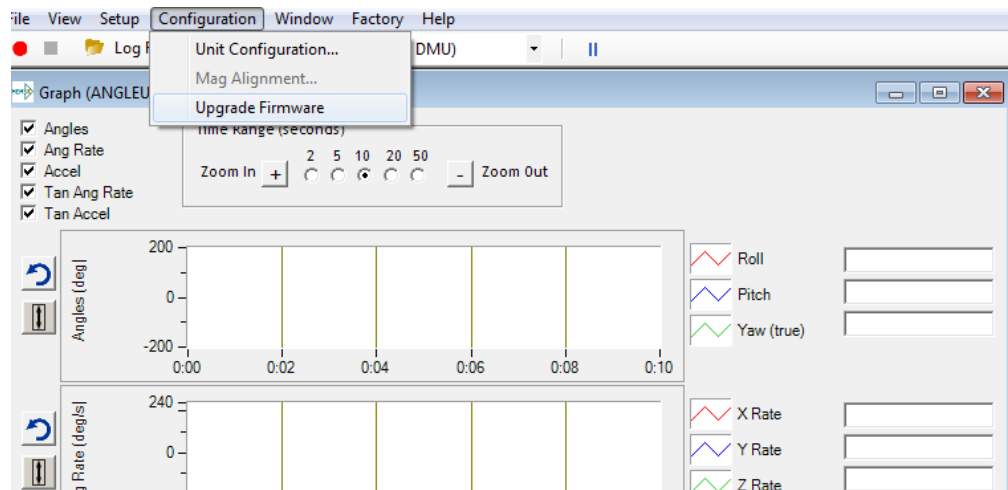 File View Setup Configuration Window Factory Help
Log F Unit Configuration... DMU)
Mag Alignment...
Graph (ANGLEU
Upgrade Firmware
Time Range (seconds)
Angles
Ang Rate
Accel
Tan Ang Rate
Tan Accel
2 5 10 20 50
Zoom In + - Zoom Out
Angles (deg)
200
0
-200
0:00 0:02 0:04 0:06 0:08 0:10
Roll
Pitch
Yaw (true)
g Rate (deg/s)
240
0
X Rate
Y Rate
Z Rate